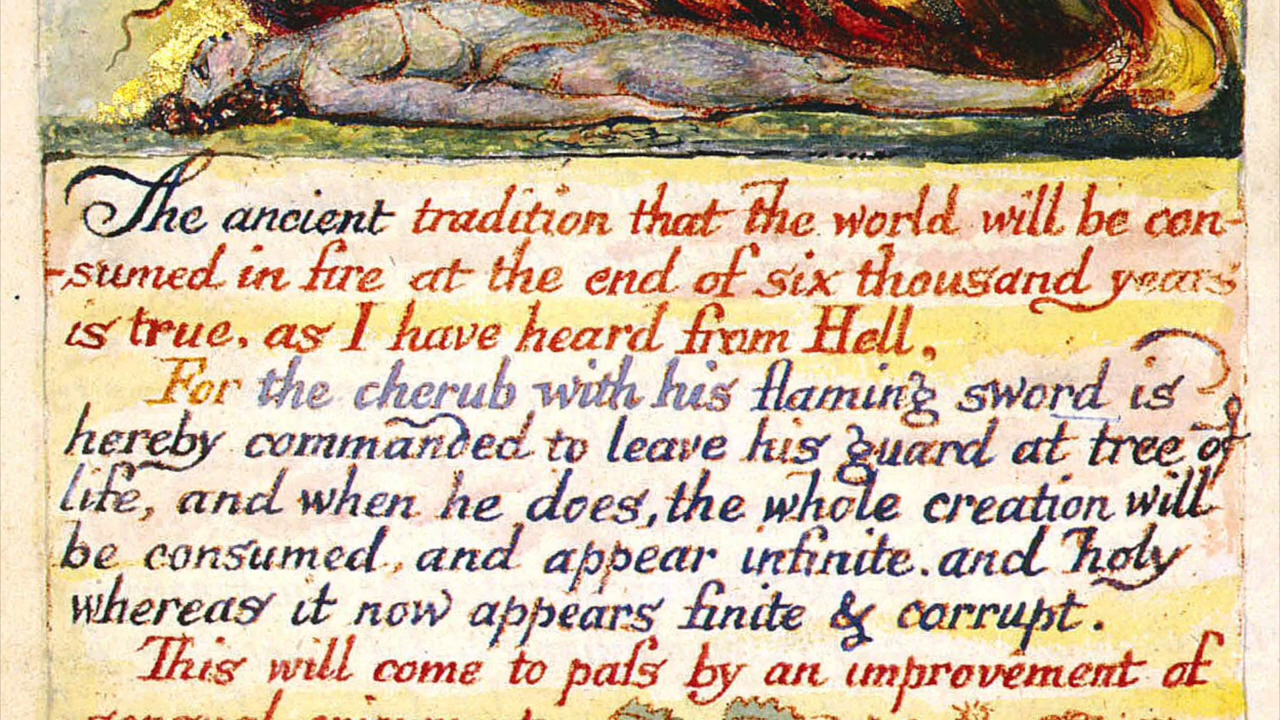 The ancient tradition that the world will be con-
-sumed in fire at the end of six thousand years
is true. as I have heard from Hell.
For the cherub with his flaming sword is
hereby commanded to leave his guard at tree of
life, and when he does, the whole creation will
be consumed, and appear infinite. and holy
whereas it now appears finite & corrupt.
This will come to paſs by an improvement of